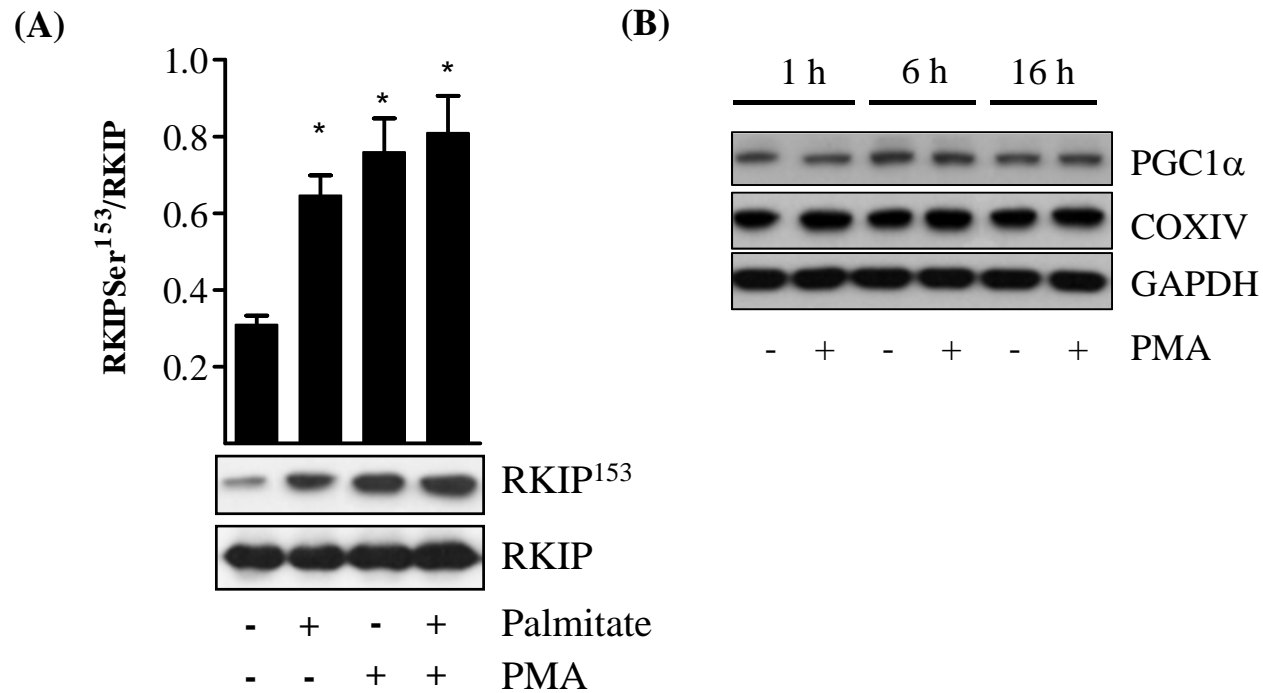 (A)
RKIPSer¹⁵³/RKIP
1.0
0.8
0.6
0.4
0.2
* * * *
RKIP¹⁵³
RKIP
- + - + Palmitate
- - + + PMA
(B)
1 h 6 h 16 h
PGC1α
COXIV
GAPDH
- + - + - + PMA